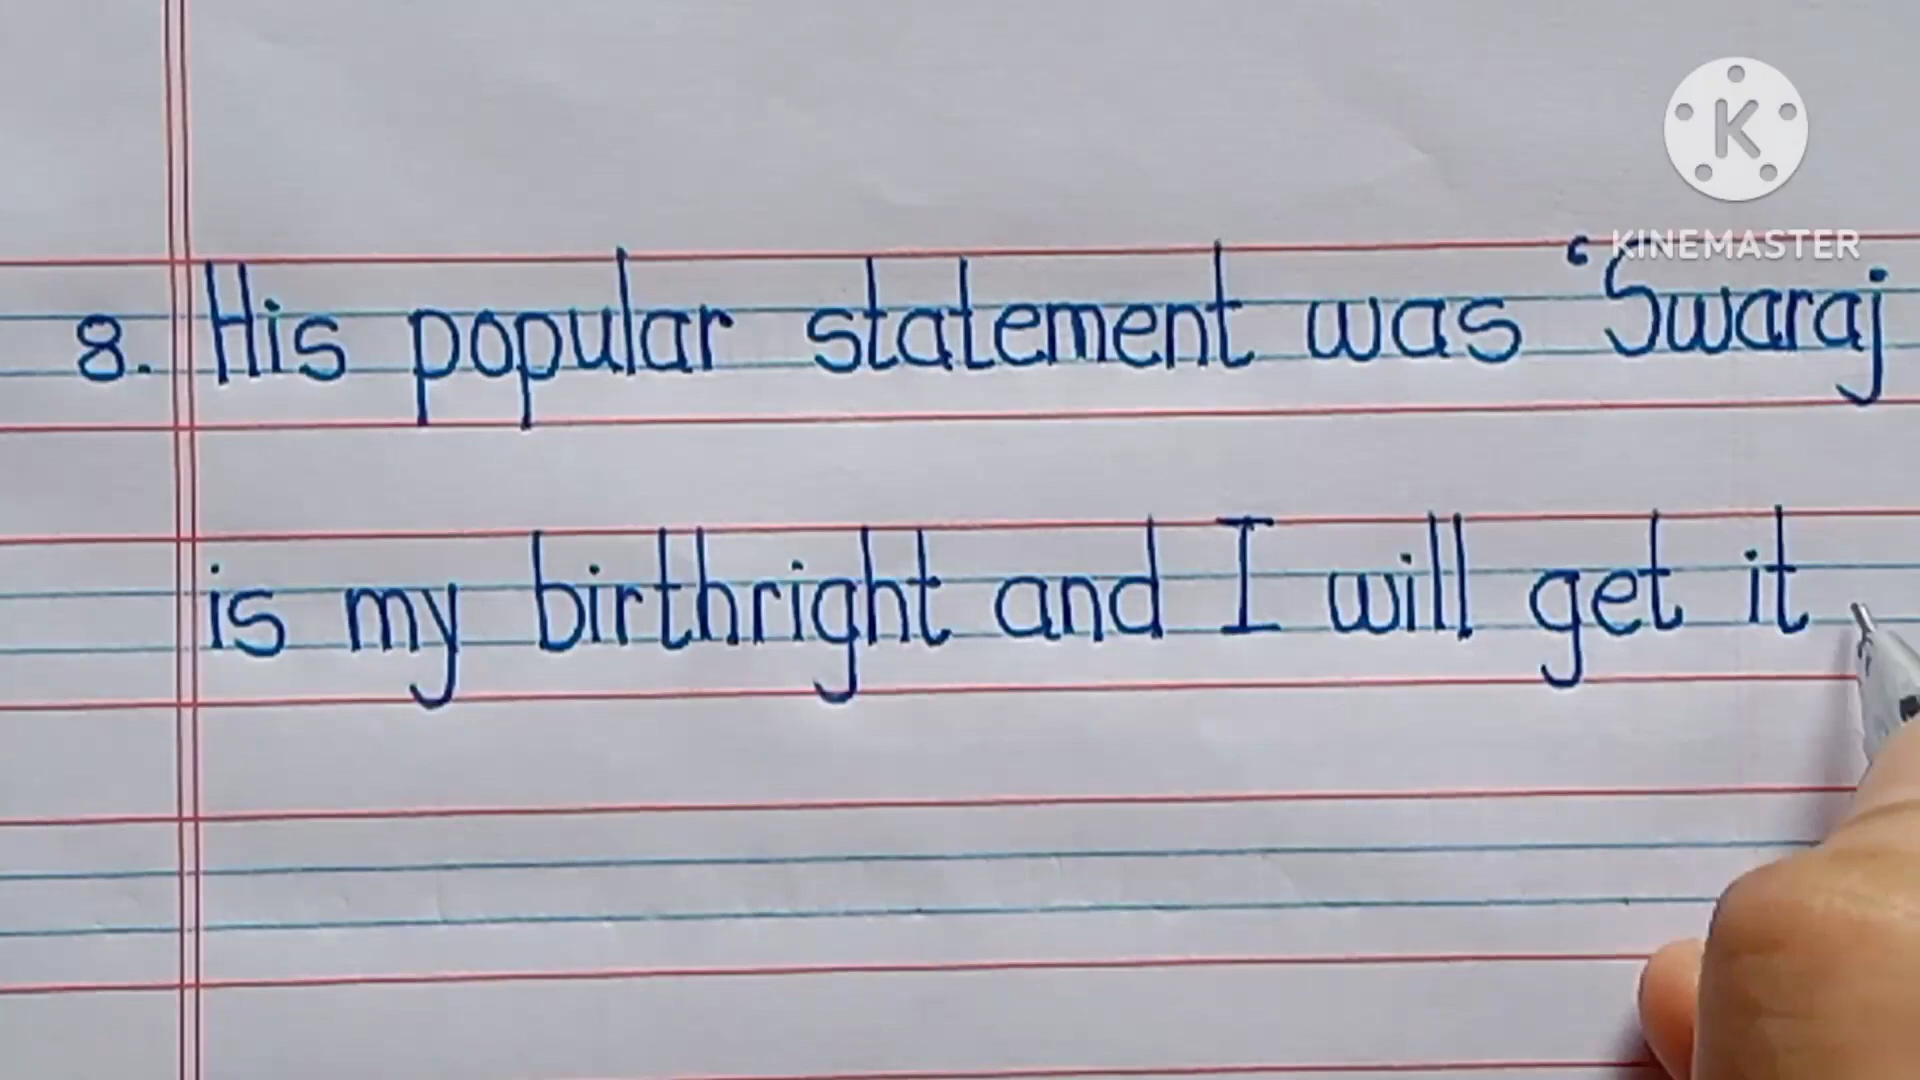 KINEMASTER
8. His popular statement was ‘Swaraj
is my birthright and I will get it